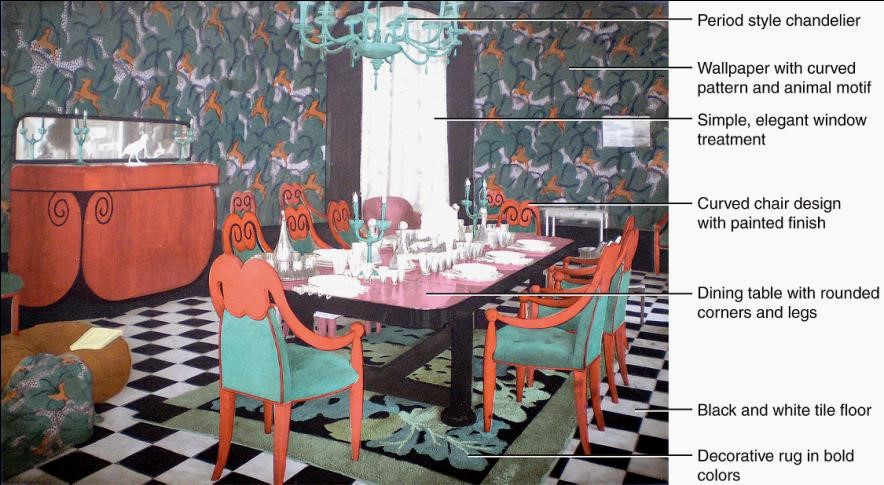 Period style chandelier
Wallpaper with curved
pattern and animal motif
Simple, elegant window
treatment
Curved chair design
with painted finish
Dining table with rounded
corners and legs
Black and white tile floor
Decorative rug in bold
colors